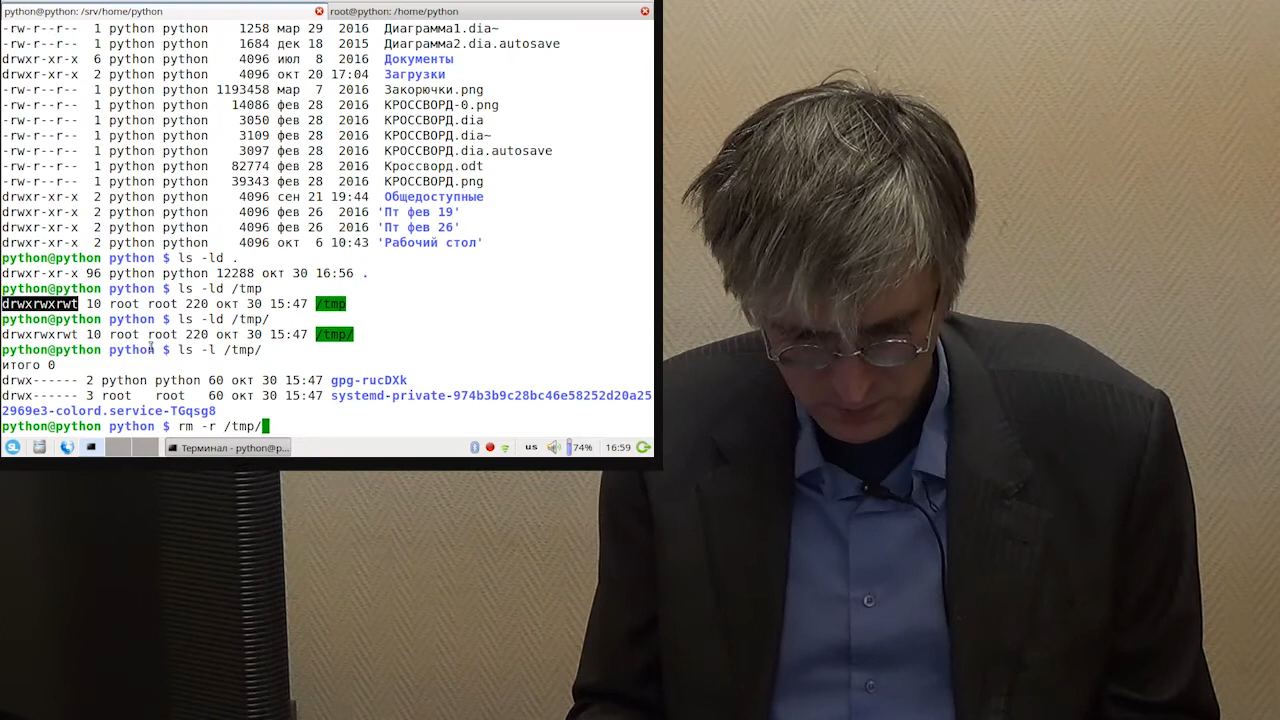 python@python: /srv/home/python
root@python: /home/python
-rw-r--r-- 1 python python 1258 мар 29 2016 Диаграмма1.dia~
-rw-r--r-- 1 python python 1684 дек 18 2015 Диаграмма2.dia.autosave
drwxr-xr-x 6 python python 4096 июл 8 2016 Документы
drwxr-xr-x 2 python python 4096 окт 20 17:04 Загрузки
-rw-r--r-- 1 python python 1193458 мар 7 2016 Закорючки.png
-rw-r--r-- 1 python python 14086 фев 28 2016 КРОССВОРД-0.png
-rw-r--r-- 1 python python 3050 фев 28 2016 КРОССВОРД.dia
-rw-r--r-- 1 python python 3109 фев 28 2016 КРОССВОРД.dia~
-rw-r--r-- 1 python python 3097 фев 28 2016 КРОССВОРД.dia.autosave
-rw-r--r-- 1 python python 82774 фев 28 2016 Кроссворд.odt
-rw-r--r-- 1 python python 39343 фев 28 2016 КРОССВОРД.png
drwxr-xr-x 2 python python 4096 сен 21 19:44 Общедоступные
drwxr-xr-x 2 python python 4096 фев 26 2016 'Пт фев 19'
drwxr-xr-x 2 python python 4096 фев 26 2016 'Пт фев 26'
drwxr-xr-x 2 python python 4096 окт 6 10:43 'Рабочий стол'
python@python python $ ls -ld .
drwxr-xr-x 96 python python 12288 окт 30 16:56 .
python@python python $ ls -ld /tmp
drwxrwxrwt 10 root root 220 окт 30 15:47 /tmp
python@python python $ ls -ld /tmp/
drwxrwxrwt 10 root root 220 окт 30 15:47 /tmp/
python@python python $ ls -l /tmp/
итого 0
drwx------ 2 python python 60 окт 30 15:47 gpg-rucDXk
drwx------ 3 root root 60 окт 30 15:47 systemd-private-974b3b9c28bc46e58252d20a25
2969e3-colord.service-TGqsg8
python@python python $ rm -r /tmp/
Терминал - python@p...
us
74%
16:59